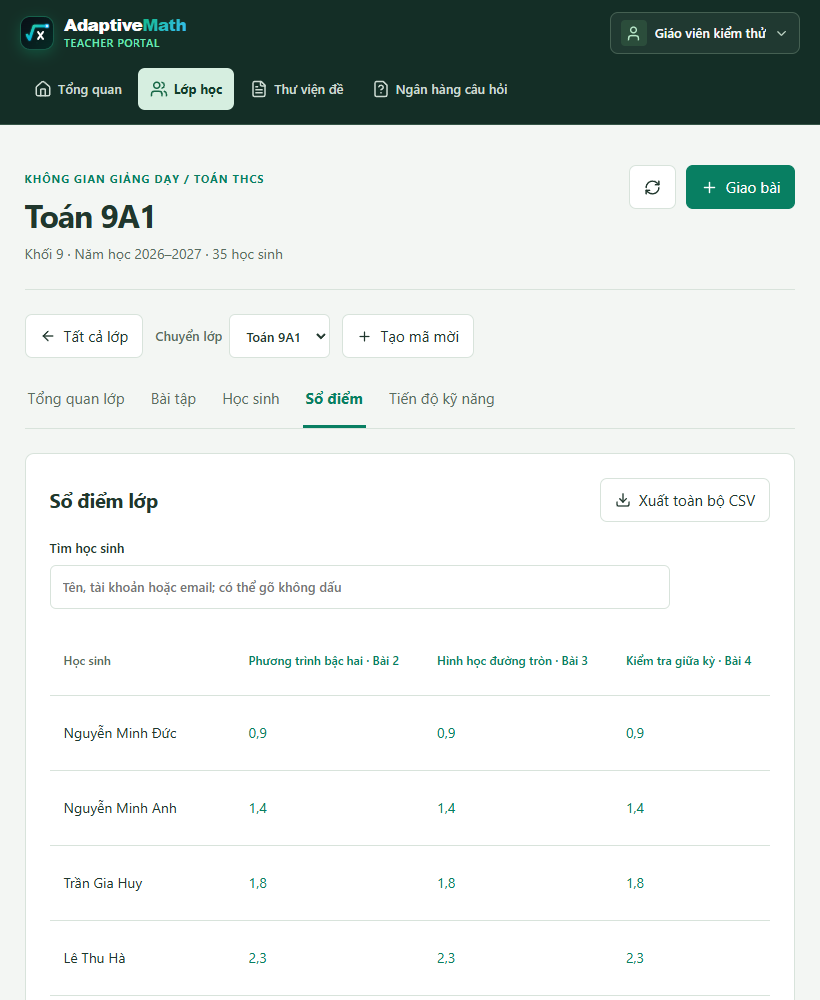 AdaptiveMath
TEACHER PORTAL
Giáo viên kiểm thử
Tổng quan
Lớp học
Thư viện đề
Ngân hàng câu hỏi
KHÔNG GIAN GIẢNG DẠY / TOÁN THCS
Toán 9A1
Khối 9 · Năm học 2026–2027 · 35 học sinh
Giao bài
Tất cả lớp
Chuyển lớp
Toán 9A1
Tạo mã mời
Tổng quan lớp
Bài tập
Học sinh
Sổ điểm
Tiến độ kỹ năng
Sổ điểm lớp
Xuất toàn bộ CSV
Tìm học sinh
Tên, tài khoản hoặc email; có thể gõ không dấu
Học sinh Phương trình bậc hai · Bài 2 Hình học đường tròn · Bài 3 Kiểm tra giữa kỳ · Bài 4
Nguyễn Minh Đức 0,9 0,9 0,9
Nguyễn Minh Anh 1,4 1,4 1,4
Trần Gia Huy 1,8 1,8 1,8
Lê Thu Hà 2,3 2,3 2,3